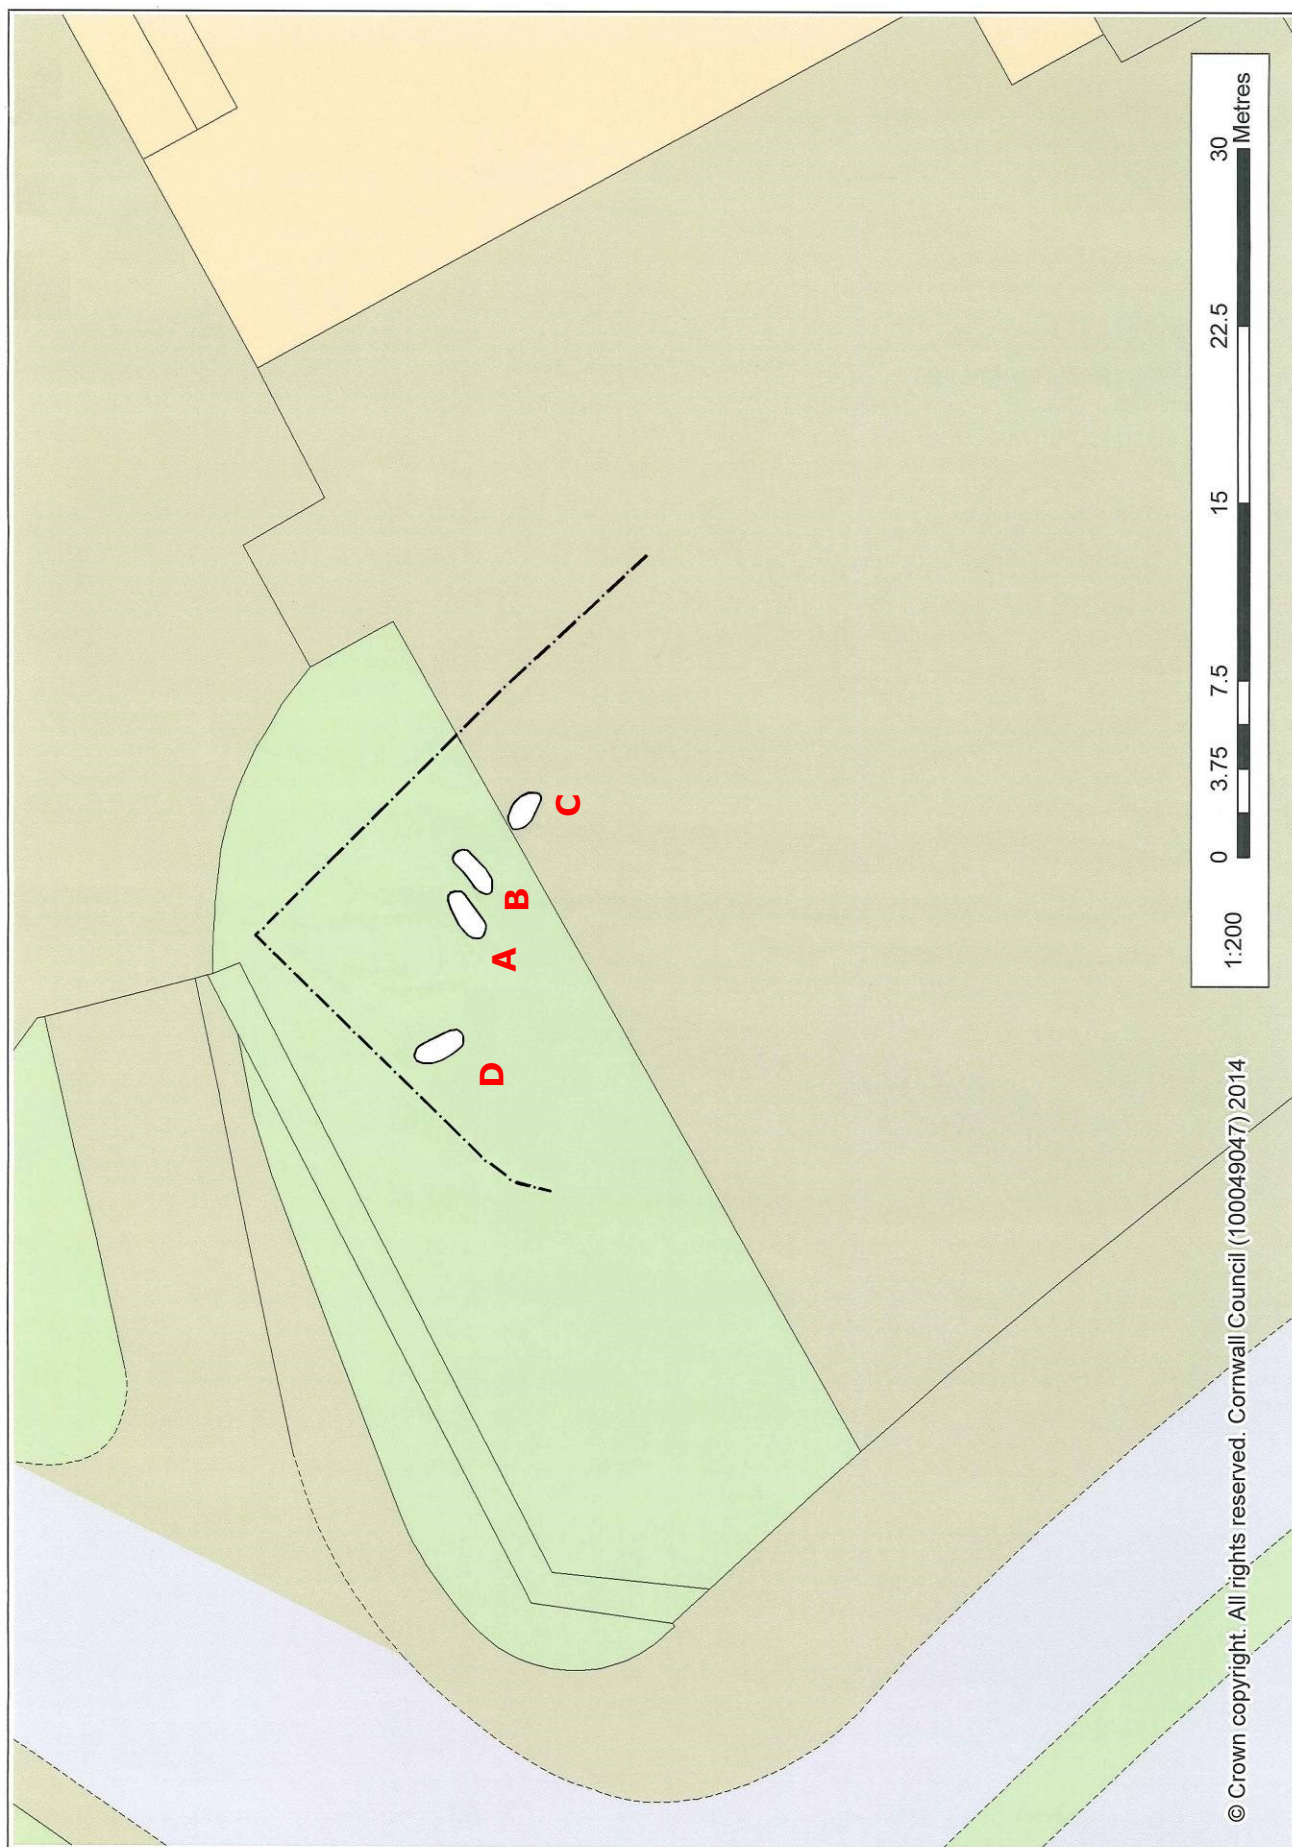 D
A
B
C
© Crown copyright. All rights reserved. Cornwall Council (100049047) 2014
1:200
0 3.75 7.5 15 22.5 30
Metres